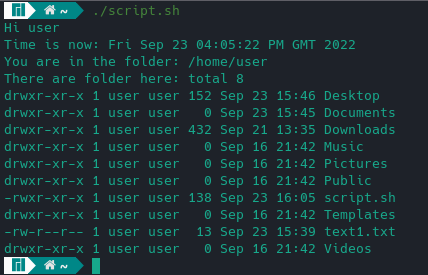 ~ ./script.sh
Hi user
Time is now: Fri Sep 23 04:05:22 PM GMT 2022
You are in the folder: /home/user
There are folder here: total 8
drwxr-xr-x 1 user user 152 Sep 23 15:46 Desktop
drwxr-xr-x 1 user user   0 Sep 23 15:45 Documents
drwxr-xr-x 1 user user 432 Sep 21 13:35 Downloads
drwxr-xr-x 1 user user   0 Sep 16 21:42 Music
drwxr-xr-x 1 user user   0 Sep 16 21:42 Pictures
drwxr-xr-x 1 user user   0 Sep 16 21:42 Public
-rwxr-xr-x 1 user user 138 Sep 23 16:05 script.sh
drwxr-xr-x 1 user user   0 Sep 16 21:42 Templates
-rw-r--r-- 1 user user  13 Sep 23 15:39 text1.txt
drwxr-xr-x 1 user user   0 Sep 16 21:42 Videos
~